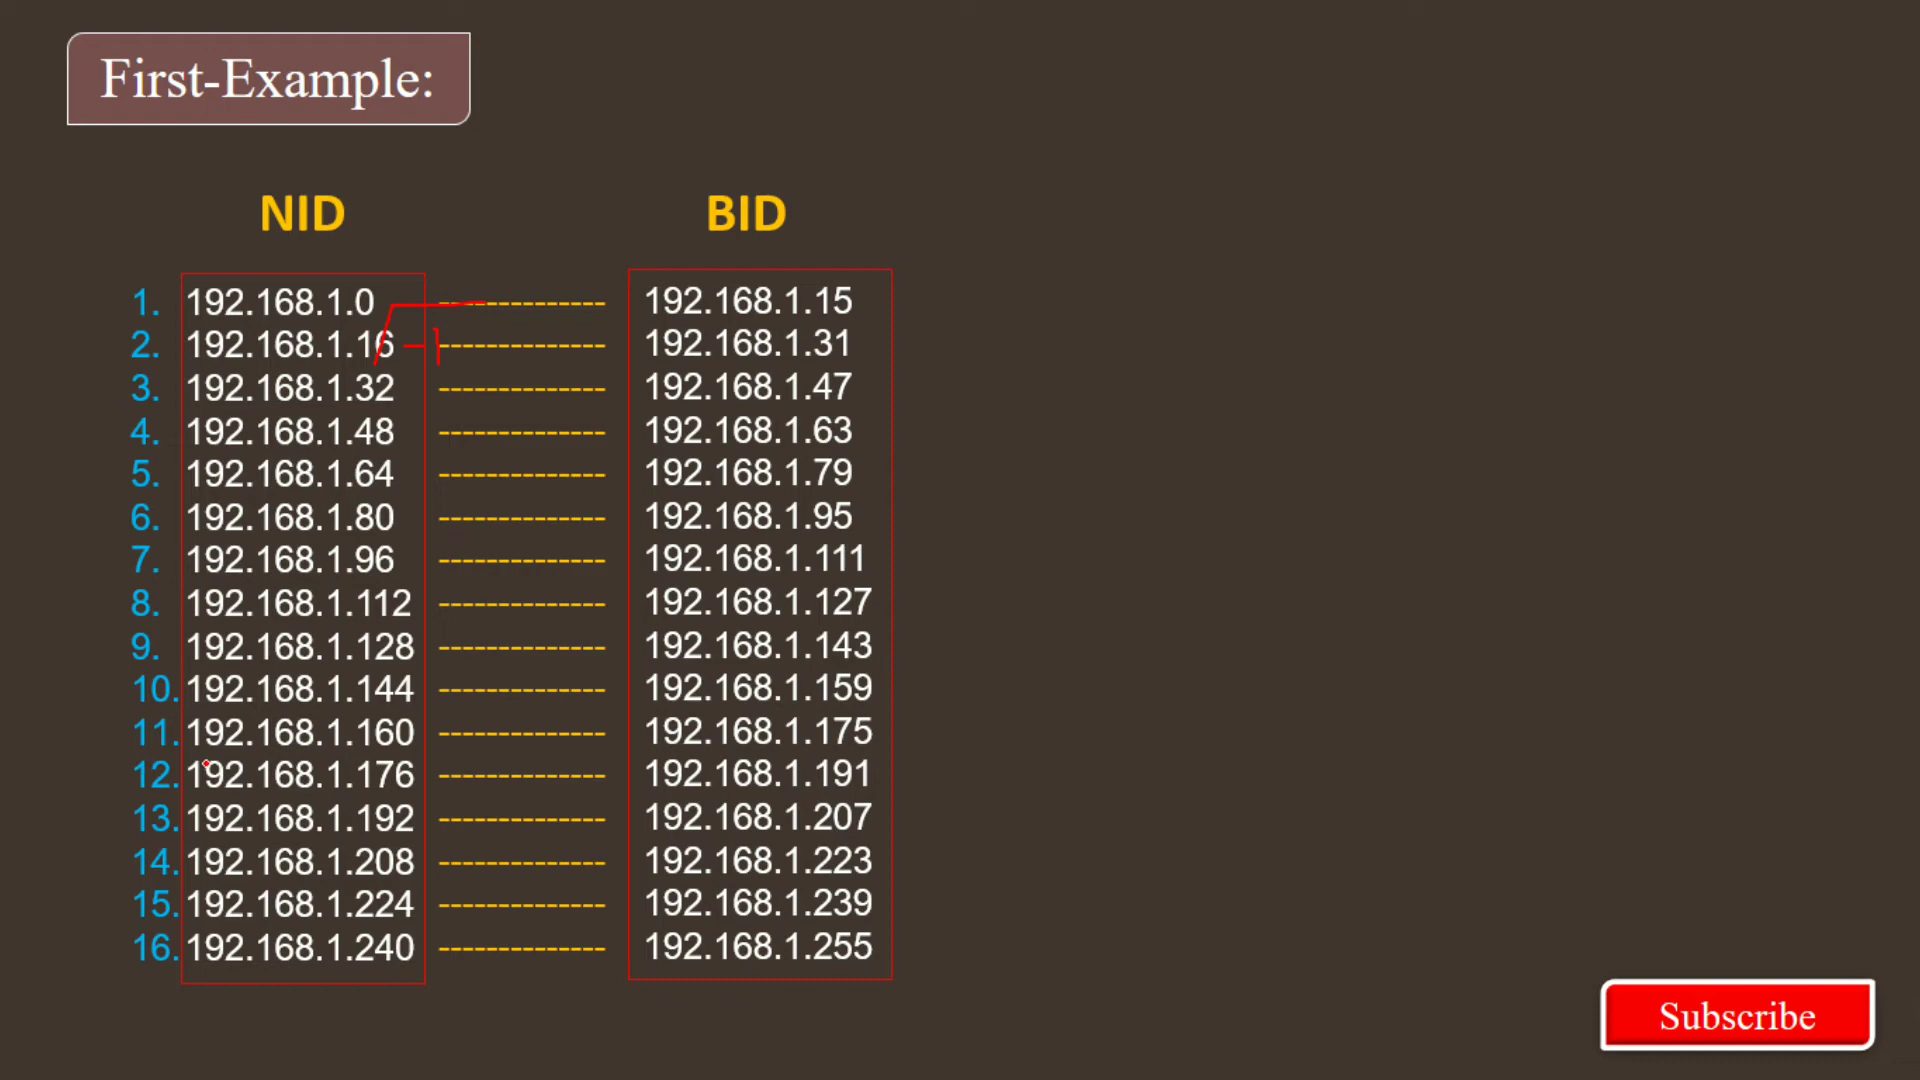 First-Example:
NID BID
1. 192.168.1.0 -------------- 192.168.1.15
2. 192.168.1.16 - 1 -------------- 192.168.1.31
3. 192.168.1.32 -------------- 192.168.1.47
4. 192.168.1.48 -------------- 192.168.1.63
5. 192.168.1.64 -------------- 192.168.1.79
6. 192.168.1.80 -------------- 192.168.1.95
7. 192.168.1.96 -------------- 192.168.1.111
8. 192.168.1.112 -------------- 192.168.1.127
9. 192.168.1.128 -------------- 192.168.1.143
10. 192.168.1.144 -------------- 192.168.1.159
11. 192.168.1.160 -------------- 192.168.1.175
12. 192.168.1.176 -------------- 192.168.1.191
13. 192.168.1.192 -------------- 192.168.1.207
14. 192.168.1.208 -------------- 192.168.1.223
15. 192.168.1.224 -------------- 192.168.1.239
16. 192.168.1.240 -------------- 192.168.1.255
Subscribe